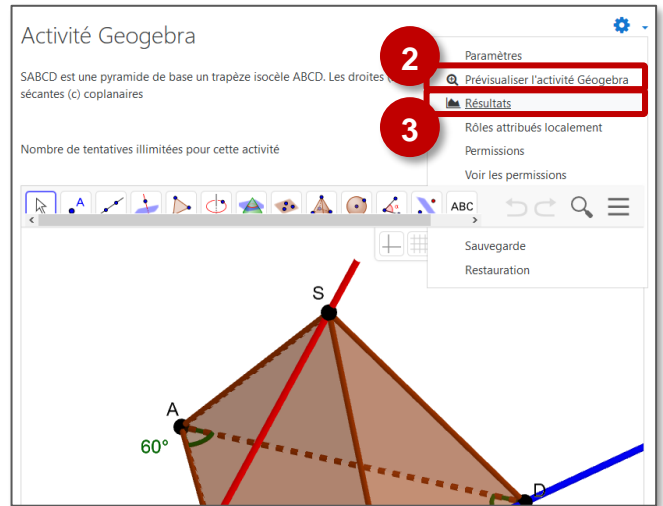 Activité Geogebra
SABCD est une pyramide de base un trapèze isocèle ABCD. Les droites (
sécantes (c) coplanaires
Nombre de tentatives illimitées pour cette activité
2
3
Paramètres
Prévisualiser l'activité Géogebra
Résultats
Rôles attribués localement
Permissions
Voir les permissions
A
ABC
Sauvegarde
Restauration
S
A
60°
D